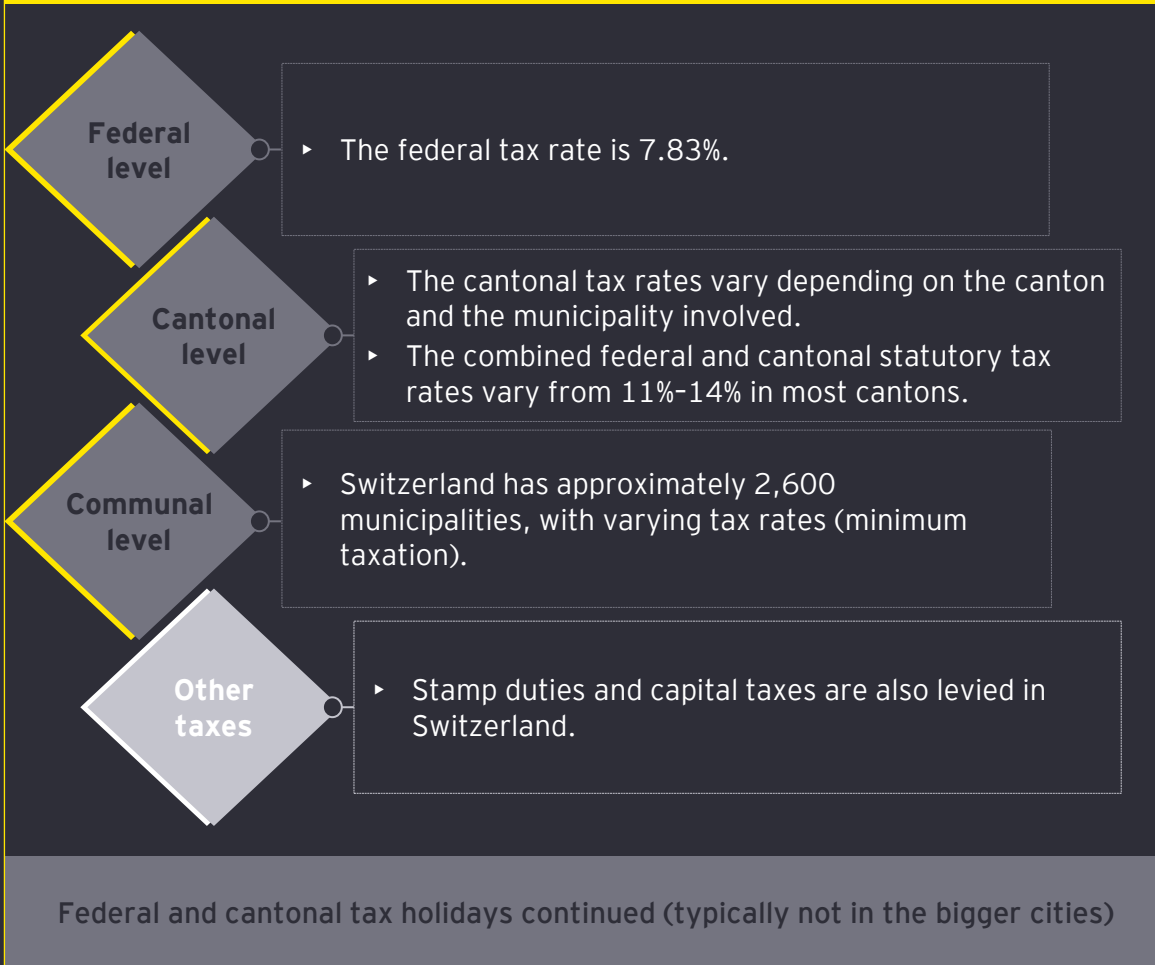 Federal
level
▸ The federal tax rate is 7.83%.
Cantonal
level
▸ The cantonal tax rates vary depending on the canton
and the municipality involved.
▸ The combined federal and cantonal statutory tax
rates vary from 11%–14% in most cantons.
Communal
level
▸ Switzerland has approximately 2,600
municipalities, with varying tax rates (minimum
taxation).
Other
taxes
▸ Stamp duties and capital taxes are also levied in
Switzerland.
Federal and cantonal tax holidays continued (typically not in the bigger cities)